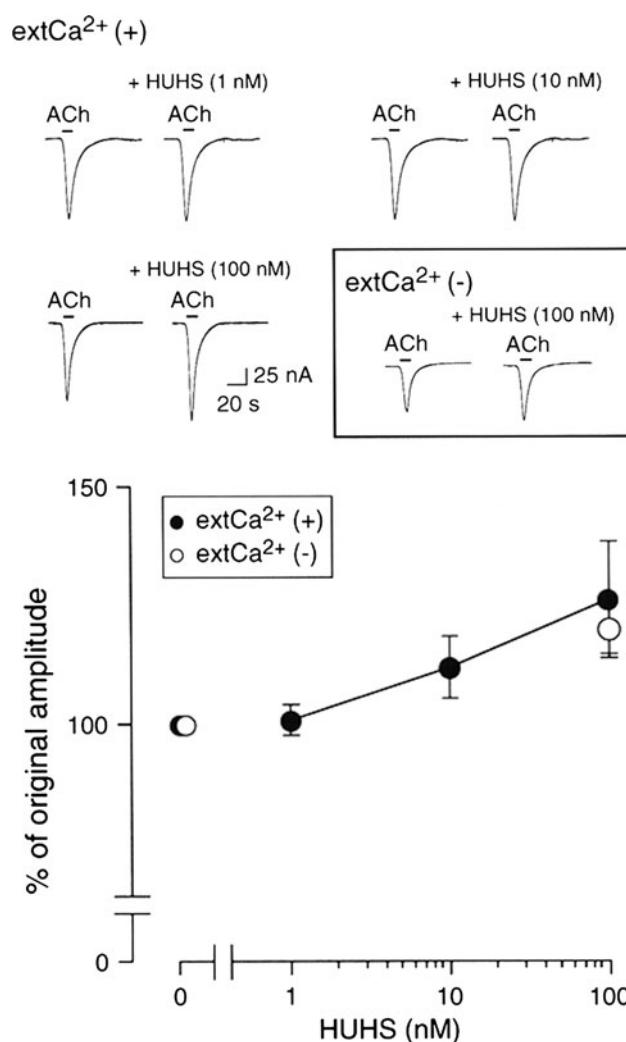 extCa²⁺ (+)
+ HUHS (1 nM)
ACh ACh
+ HUHS (10 nM)
ACh ACh
+ HUHS (100 nM)
ACh ACh
25 nA
20 s
extCa²⁺ (-)
+ HUHS (100 nM)
ACh ACh
150
100
0
% of original amplitude
extCa²⁺ (+)
extCa²⁺ (-)
0 1 10 100
HUHS (nM)